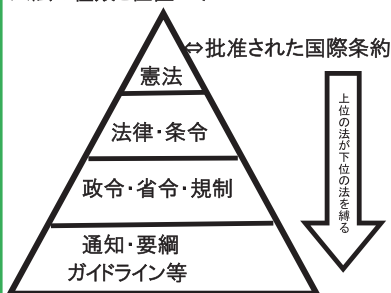 ⇔批准された国際条約
憲法
法律・条令
政令・省令・規制
通知・要綱
ガイドライン等
上位の法が下位の法を縛る